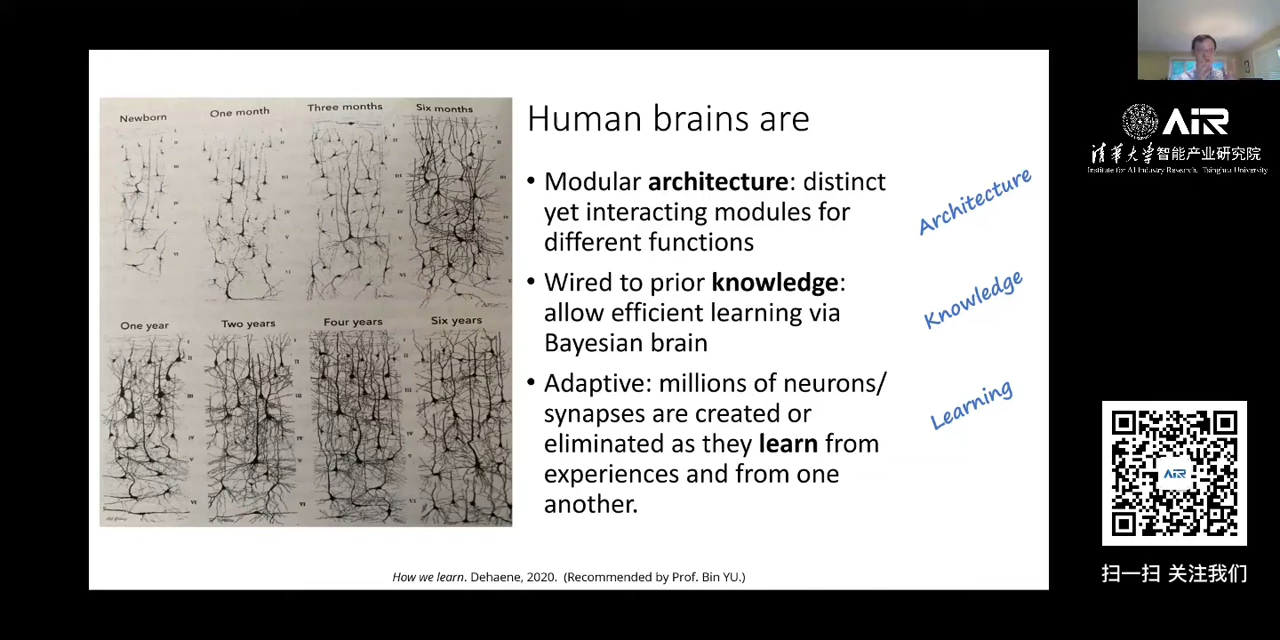 Newborn
One month
Three months
Six months
One year
Two years
Four years
Six years
Human brains are
• Modular architecture: distinct
yet interacting modules for
different functions
• Wired to prior knowledge:
allow efficient learning via
Bayesian brain
• Adaptive: millions of neurons/
synapses are created or
eliminated as they learn from
experiences and from one
another.
Architecture
Knowledge
Learning
How we learn. Dehaene, 2020. (Recommended by Prof. Bin YU.)
AIR
清华大学智能产业研究院
Institute for AI Industry Research, Tsinghua University
AIR
扫一扫 关注我们